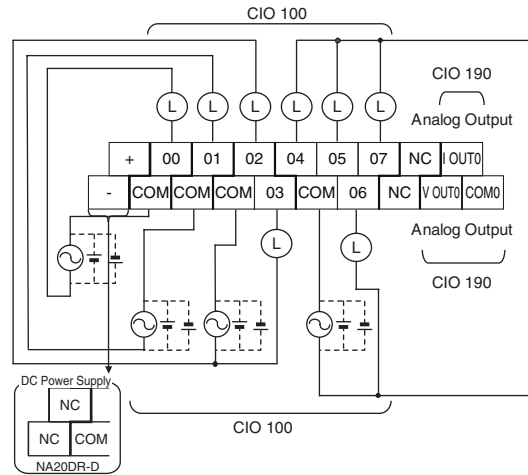 CIO 100
CIO 190
Analog Output
L L L L L L
+ 00 01 02 04 05 07 NC I OUT0
- COM COM COM 03 COM 06 NC V OUT0 COM0
L L
Analog Output
CIO 190
DC Power Supply
NC
NC COM
NA20DR-D
CIO 100